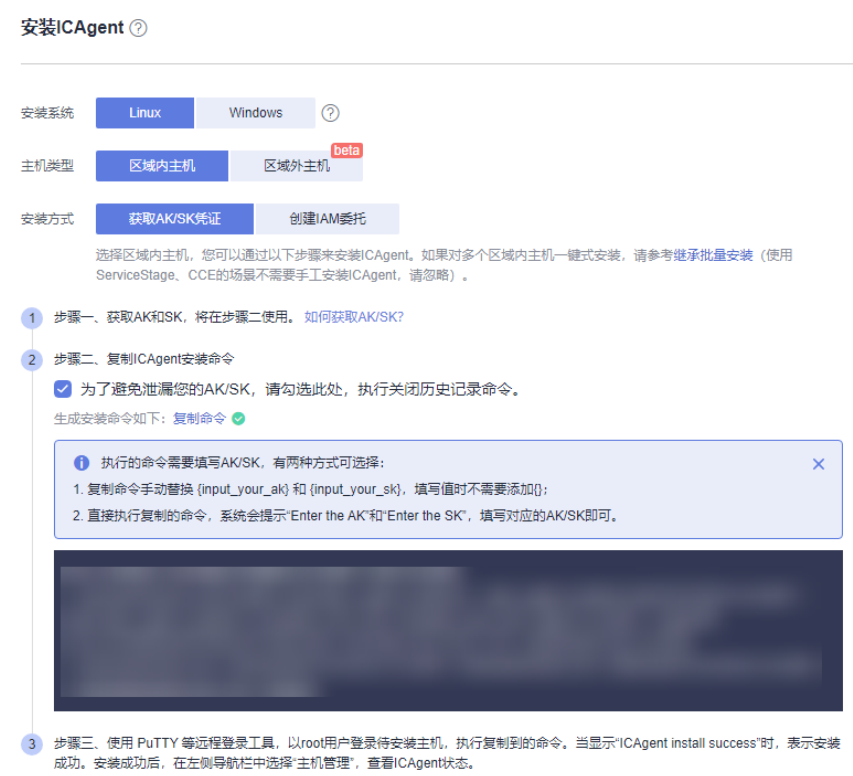 安装ICAgent ?
安装系统 Linux Windows ?
主机类型 区域内主机 区域外主机 beta
安装方式 获取AK/SK凭证 创建IAM委托
选择区域内主机，您可以通过以下步骤来安装ICAgent。如果对多个区域内主机一键式安装，请参考继承批量安装（使用
ServiceStage、CCE的场景不需要手工安装ICAgent，请忽略）。
1 步骤一、获取AK和SK，将在步骤二使用。 如何获取AK/SK?
2 步骤二、复制ICAgent安装命令
为了避免泄漏您的AK/SK，请勾选此处，执行关闭历史记录命令。
生成安装命令如下：复制命令
执行的命令需要填写AK/SK，有两种方式可选择：
1. 复制命令手动替换 {input_your_ak} 和 {input_your_sk}，填写值时不需要添加{};
2. 直接执行复制的命令，系统会提示“Enter the AK”和“Enter the SK”，填写对应的AK/SK即可。
3 步骤三、使用 PuTTY 等远程登录工具，以root用户登录待安装主机，执行复制到的命令。当显示“ICAgent install success”时，表示安装
成功。安装成功后，在左侧导航栏中选择“主机管理”，查看ICAgent状态。